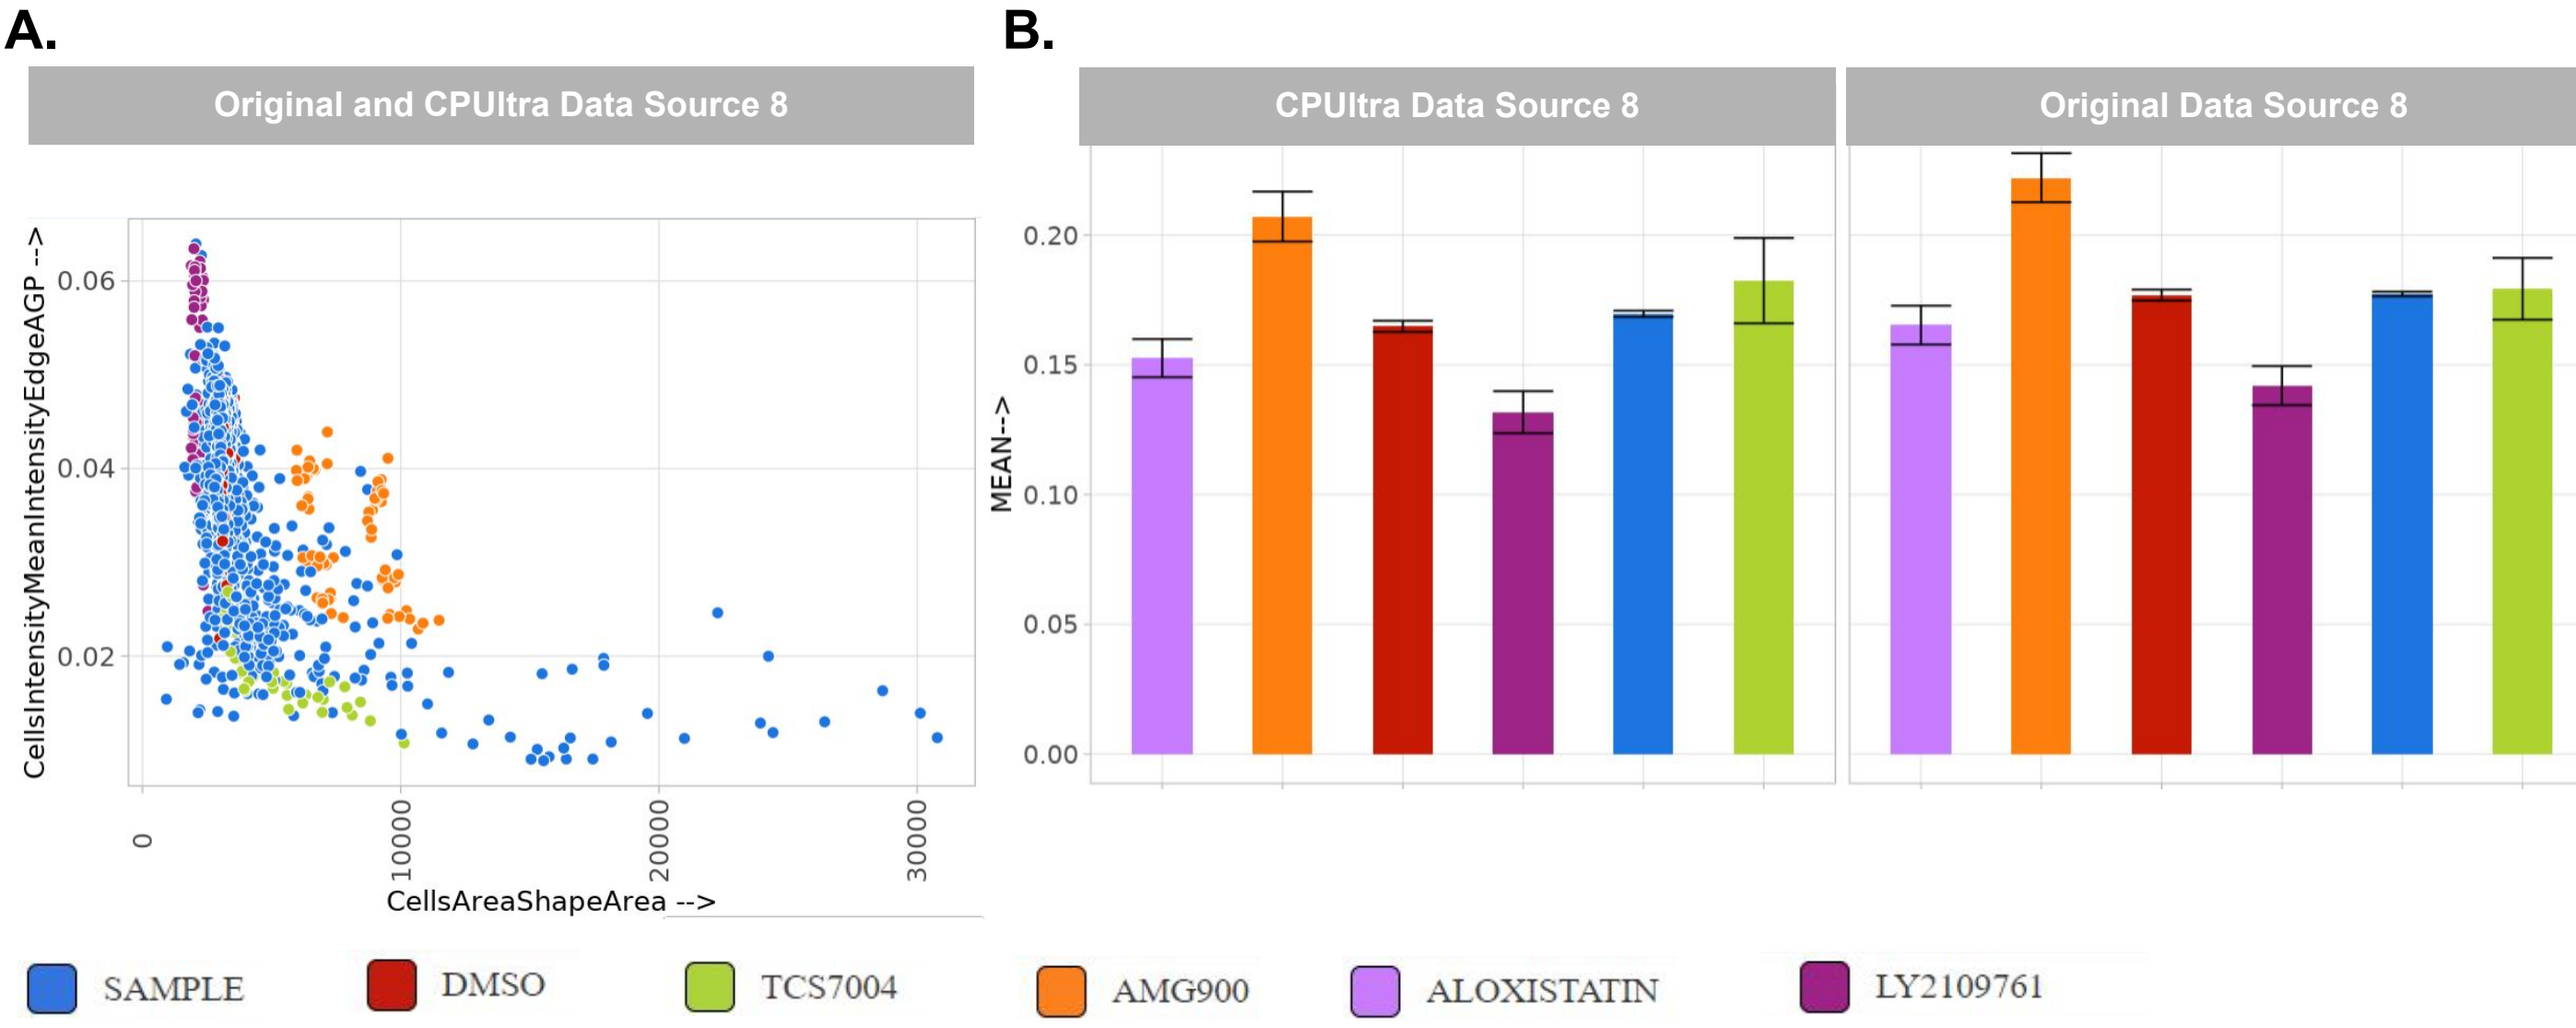 A.
Original and CPUltra Data Source 8
CellsIntensityMeanIntensityEdgeAGP -->
0.06
0.04
0.02
0
10000
20000
30000
CellsAreaShapeArea -->
B.
CPUltra Data Source 8
Original Data Source 8
MEAN-->
0.20
0.15
0.10
0.05
0.00
SAMPLE
DMSO
TCS7004
AMG900
ALOXISTATIN
LY2109761